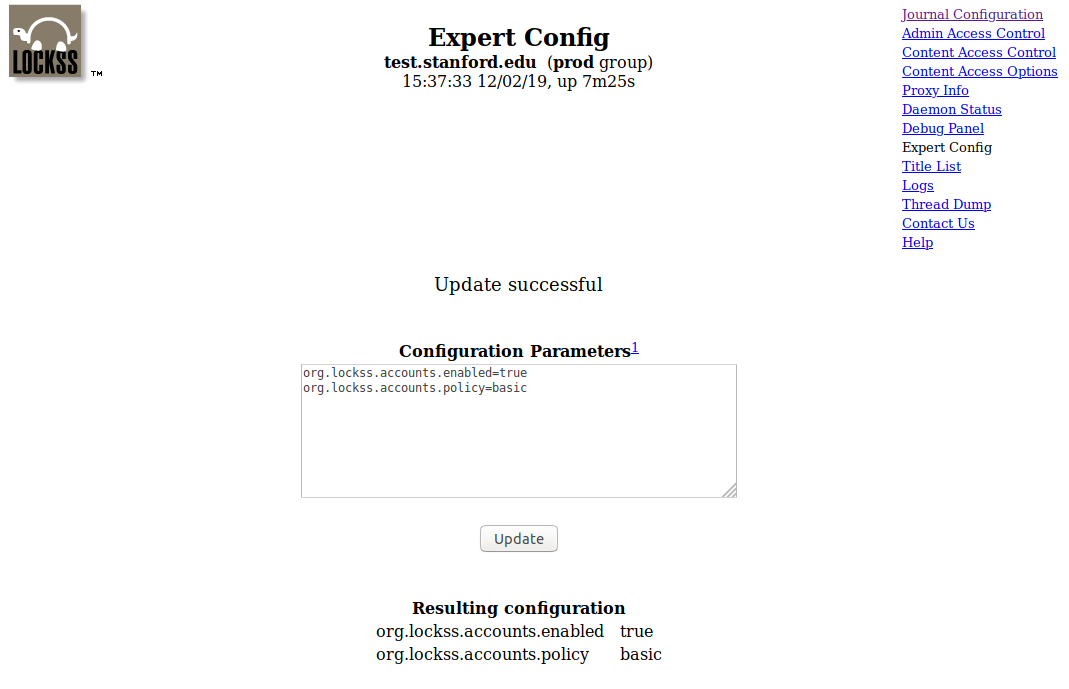 LOCKSS
TM
Expert Config
test.stanford.edu (prod group)
15:37:33 12/02/19, up 7m25s
Journal Configuration
Admin Access Control
Content Access Control
Content Access Options
Proxy Info
Daemon Status
Debug Panel
Expert Config
Title List
Logs
Thread Dump
Contact Us
Help
Update successful
Configuration Parameters1
org.lockss.accounts.enabled=true
org.lockss.accounts.policy=basic
Update
Resulting configuration
org.lockss.accounts.enabled true
org.lockss.accounts.policy basic